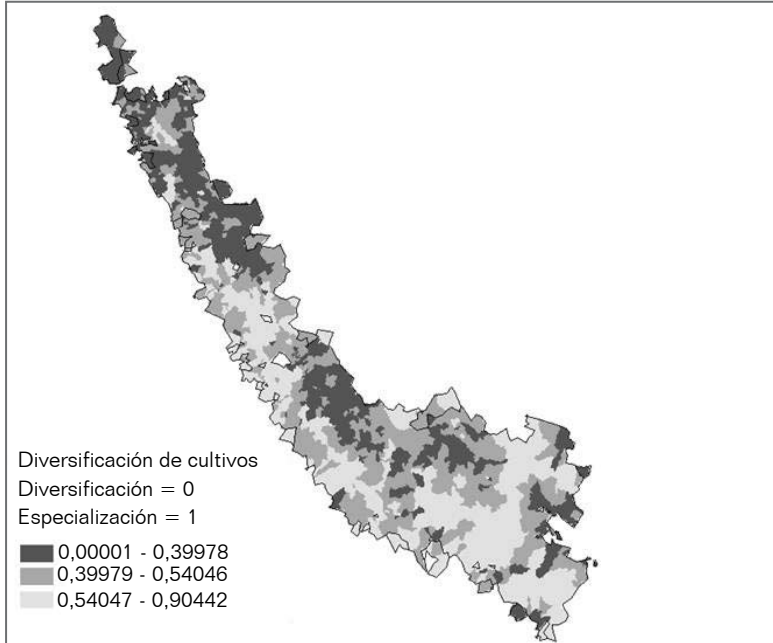 Diversificación de cultivos
Diversificación = 0
Especialización = 1
0,00001 - 0,39978
0,39979 - 0,54046
0,54047 - 0,90442